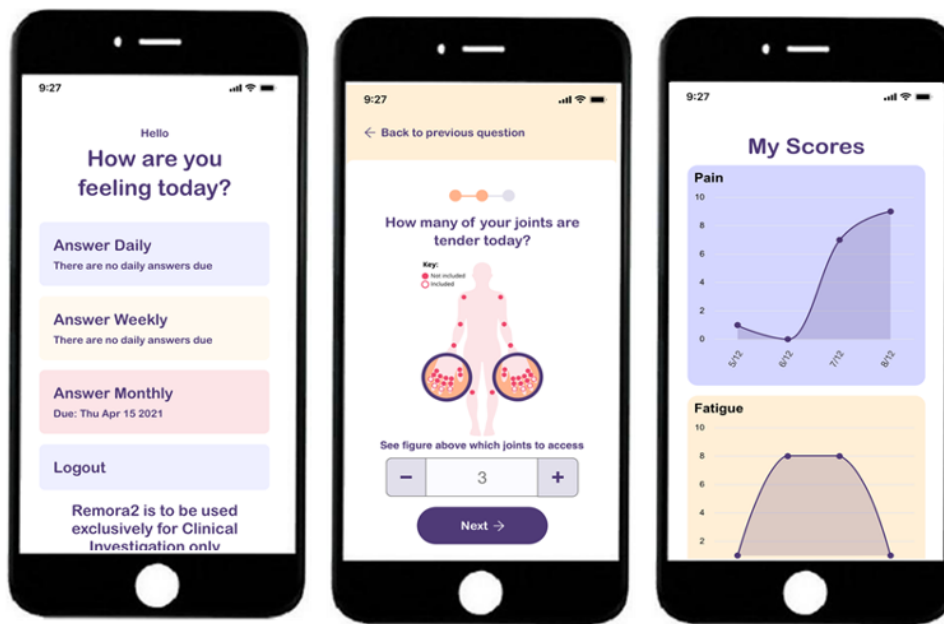 9:27
Hello
How are you
feeling today?
Answer Daily
There are no daily answers due
Answer Weekly
There are no daily answers due
Answer Monthly
Due: Thu Apr 15 2021
Logout
Remora2 is to be used
exclusively for Clinical
Investigation only
9:27
← Back to previous question
How many of your joints are
tender today?
Key:
Not included
Included
See figure above which joints to access
− 3 +
Next →
9:27
My Scores
Pain
10
8
6
4
2
0
5/12 6/12 7/12 8/12
Fatigue
10
8
6
4
2